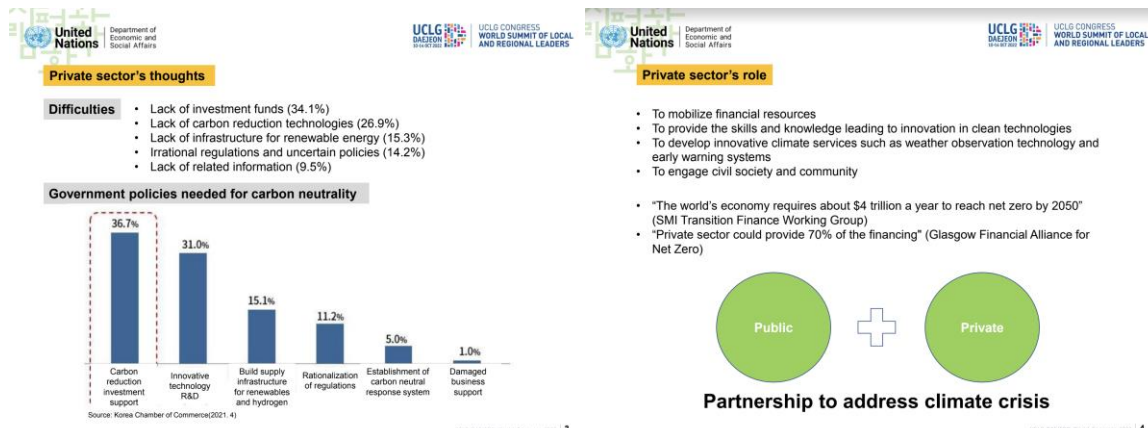 United
Nations
Department of
Economic and
Social Affairs
UCLG
DAEJEON
10-14 OCT 2022
UCLG CONGRESS
WORLD SUMMIT OF LOCAL
AND REGIONAL LEADERS
Private sector's thoughts
Difficulties
• Lack of investment funds (34.1%)
• Lack of carbon reduction technologies (26.9%)
• Lack of infrastructure for renewable energy (15.3%)
• Irrational regulations and uncertain policies (14.2%)
• Lack of related information (9.5%)
Government policies needed for carbon neutrality
36.7%
31.0%
15.1%
11.2%
5.0%
1.0%
Carbon
reduction
investment
support
Innovative
technology
R&D
Build supply
infrastructure
for renewables
and hydrogen
Rationalization
of regulations
Establishment of
carbon neutral
response system
Damaged
business
support
Source: Korea Chamber of Commerce(2021. 4)
United
Nations
Department of
Economic and
Social Affairs
UCLG
DAEJEON
10-14 OCT 2022
UCLG CONGRESS
WORLD SUMMIT OF LOCAL
AND REGIONAL LEADERS
Private sector's role
• To mobilize financial resources
• To provide the skills and knowledge leading to innovation in clean technologies
• To develop innovative climate services such as weather observation technology and
early warning systems
• To engage civil society and community
• “The world's economy requires about $4 trillion a year to reach net zero by 2050”
(SMI Transition Finance Working Group)
• “Private sector could provide 70% of the financing" (Glasgow Financial Alliance for
Net Zero)
Public
Private
Partnership to address climate crisis